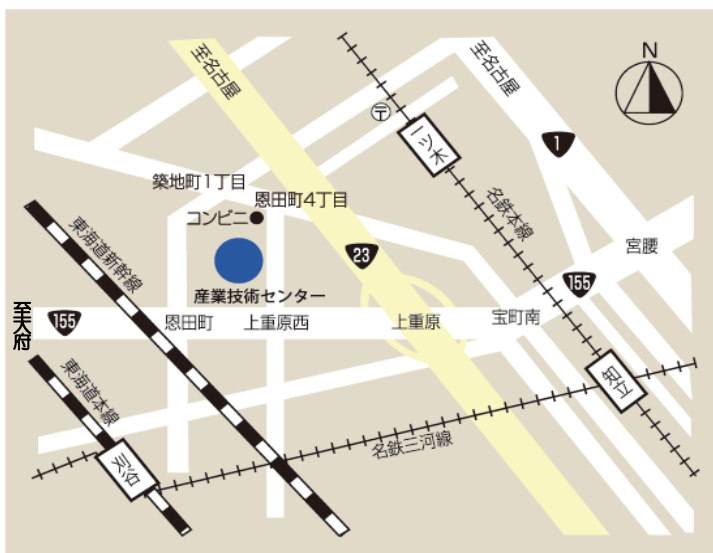 至名古屋
至名古屋
N
〒
一ツ木
1
築地町1丁目
恩田町4丁目
コンビニ
名鉄本線
東海道新幹線
23
宮腰
155
産業技術センター
至大府
155
恩田町
上重原西
上重原
宝町南
東海道本線
知立
刈谷
名鉄三河線